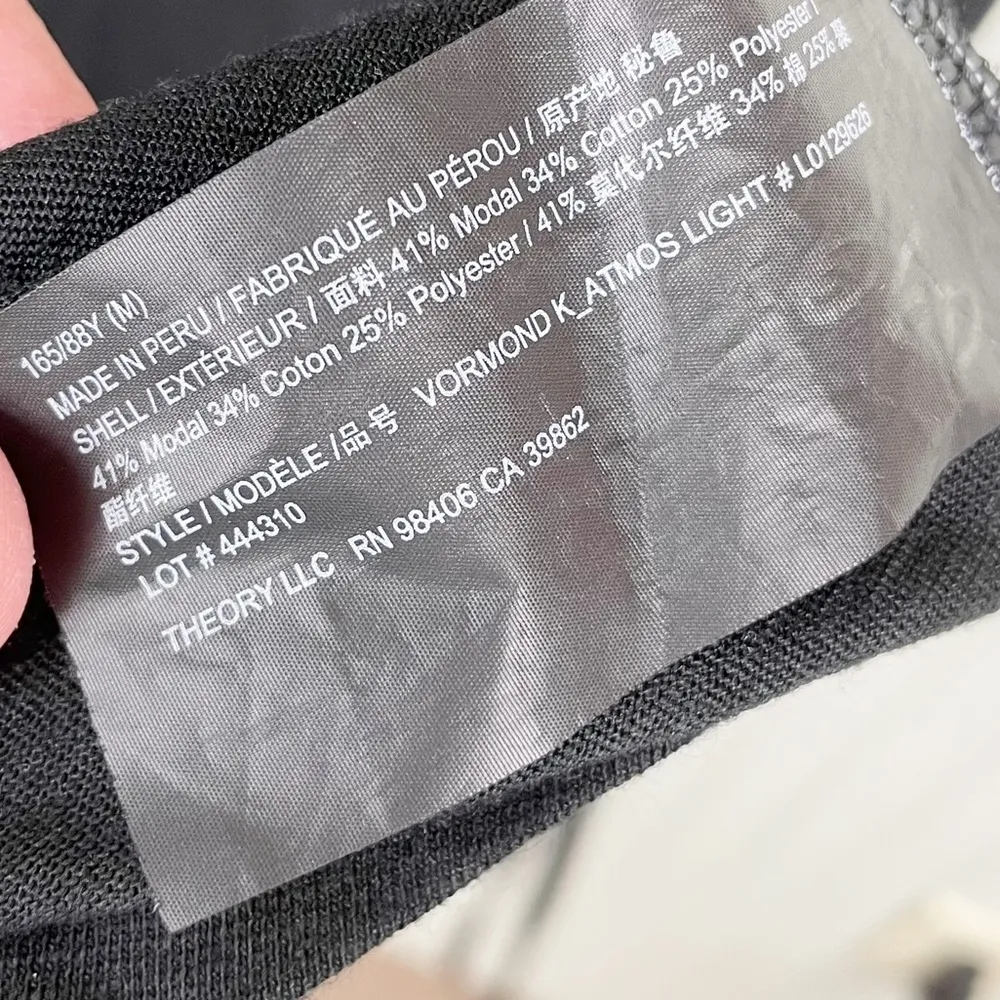 165/88Y (M)
MADE IN PERU / FABRIQUÉ AU PÉROU / 原产地 秘鲁
SHELL / EXTÉRIEUR / 面料 41% Modal 34% Cotton 25% Polyester /
41% Modal 34% Coton 25% Polyester / 41% 莫代尔纤维 34% 棉 25% 聚
酯纤维
STYLE / MODÈLE /品号 VORMOND K_ATMOS LIGHT # L0129626
LOT # 444310
THEORY LLC RN 98406 CA 39862